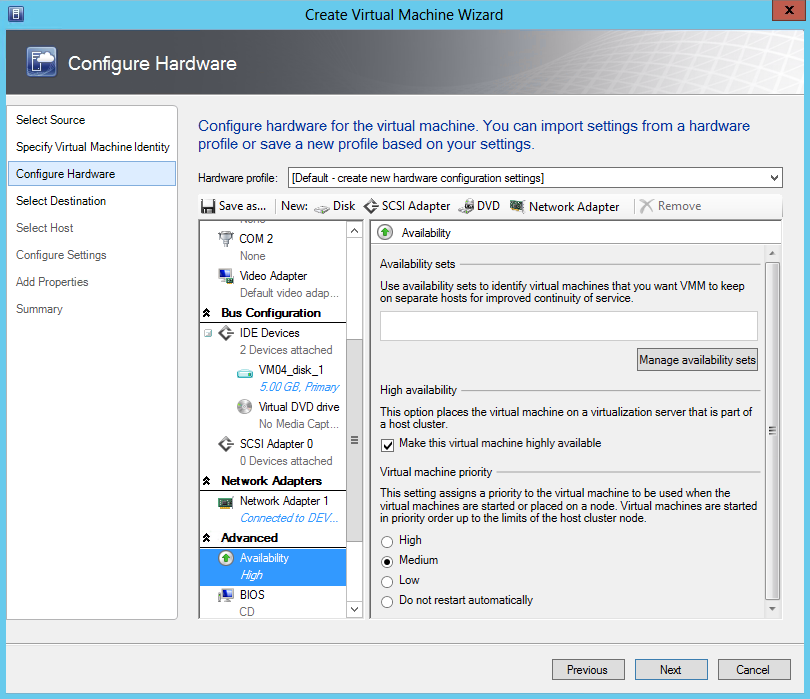 Create Virtual Machine Wizard
x
Configure Hardware
Select Source
Specify Virtual Machine Identity
Configure Hardware
Select Destination
Select Host
Configure Settings
Add Properties
Summary
Configure hardware for the virtual machine. You can import settings from a hardware
profile or save a new profile based on your settings.
Hardware profile:
[Default - create new hardware configuration settings]
Save as...
New:
Disk
SCSI Adapter
DVD
Network Adapter
Remove
None
COM 2
None
Video Adapter
Default video adap...
Bus Configuration
IDE Devices
2 Devices attached
VM04_disk_1
5.00 GB, Primary
Virtual DVD drive
No Media Capt...
SCSI Adapter 0
0 Devices attached
Network Adapters
Network Adapter 1
Connected to DEV...
Advanced
Availability
High
BIOS
CD
Availability
Availability sets
Use availability sets to identify virtual machines that you want VMM to keep
on separate hosts for improved continuity of service.
Manage availability sets
High availability
This option places the virtual machine on a virtualization server that is part of
a host cluster.
Make this virtual machine highly available
Virtual machine priority
This setting assigns a priority to the virtual machine to be used when the
virtual machines are started or placed on a node. Virtual machines are started
in priority order up to the limits of the host cluster node.
High
Medium
Low
Do not restart automatically
Previous
Next
Cancel